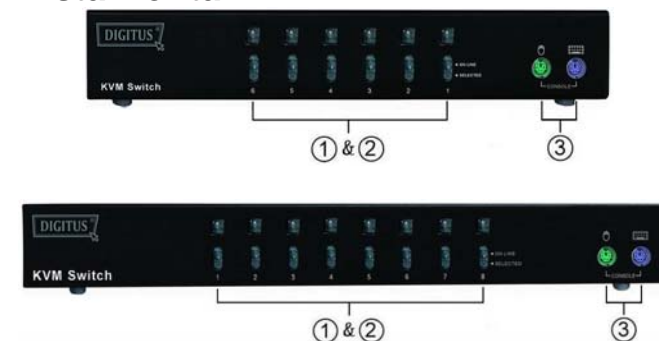 DIGITUS
ON LINE
SELECTED
KVM Switch
6 5 4 3 2 1
CONSOLE
① & ②
③
DIGITUS
ON LINE
SELECTED
KVM Switch
1 2 3 4 5 6 7 8
CONSOLE
① & ②
③